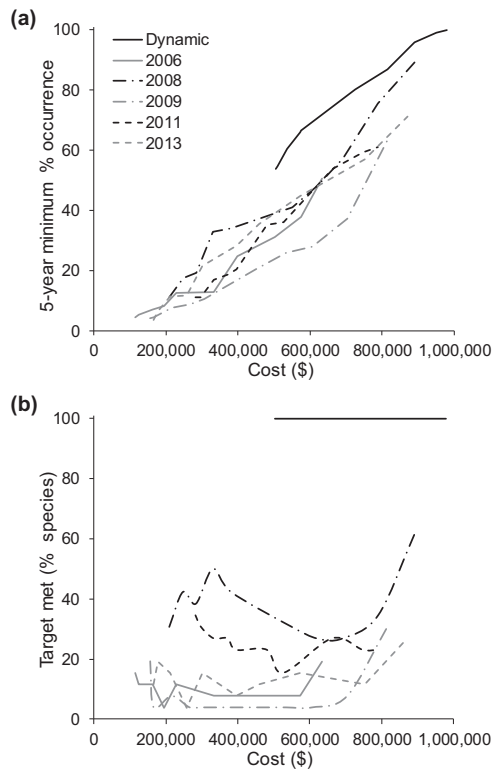 (a)
100
80
60
40
20
0
5-year minimum % occurrence
Dynamic
2006
2008
2009
2011
2013
0 200,000 400,000 600,000 800,000 1,000,000
Cost ($)
(b)
100
80
60
40
20
0
Target met (% species)
0 200,000 400,000 600,000 800,000 1,000,000
Cost ($)